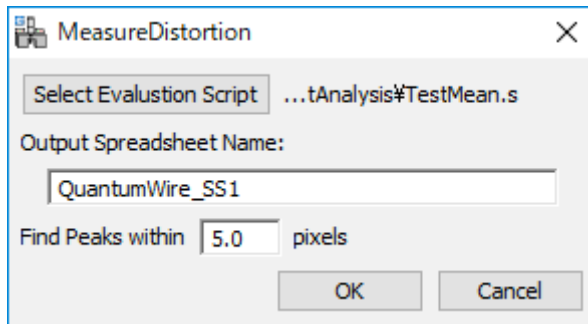 MeasureDistortion
Select Evalustion Script ...tAnalysis¥TestMean.s
Output Spreadsheet Name:
QuantumWire_SS1
Find Peaks within 5.0 pixels
OK Cancel